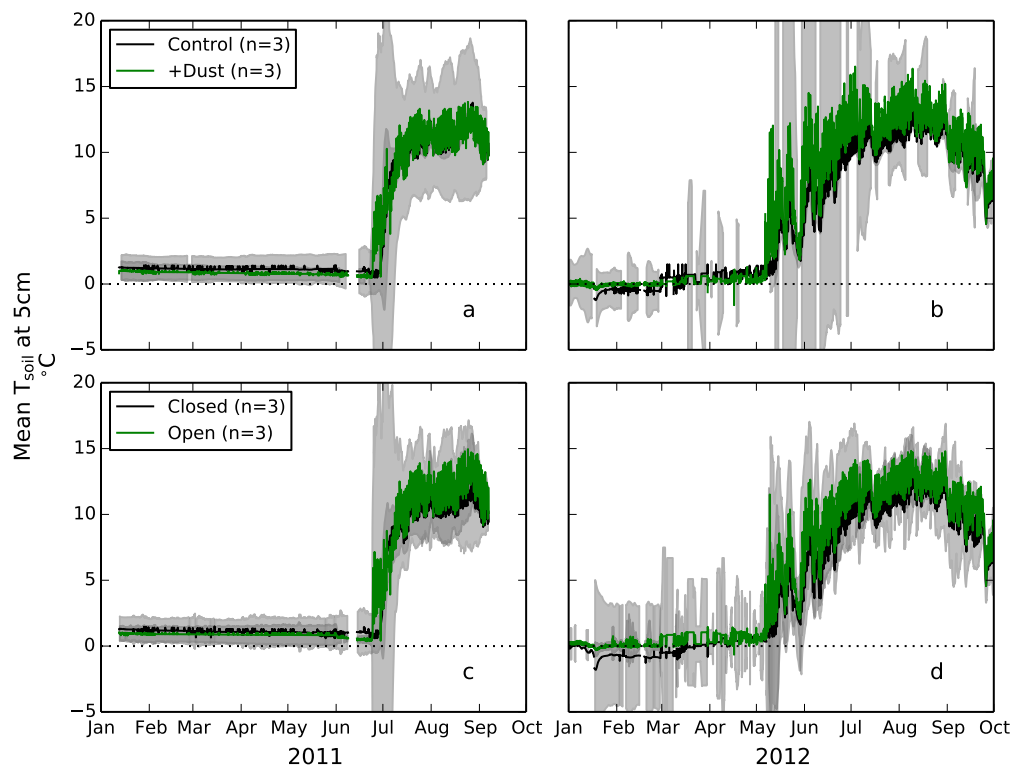 20
15
10
5
0
−5
Control (n=3)
+Dust (n=3)
a
b
Mean Tsoil at 5cm
°C
20
15
10
5
0
−5
Closed (n=3)
Open (n=3)
c
d
Jan Feb Mar Apr May Jun Jul Aug Sep Oct
Jan Feb Mar Apr May Jun Jul Aug Sep Oct
2011
2012